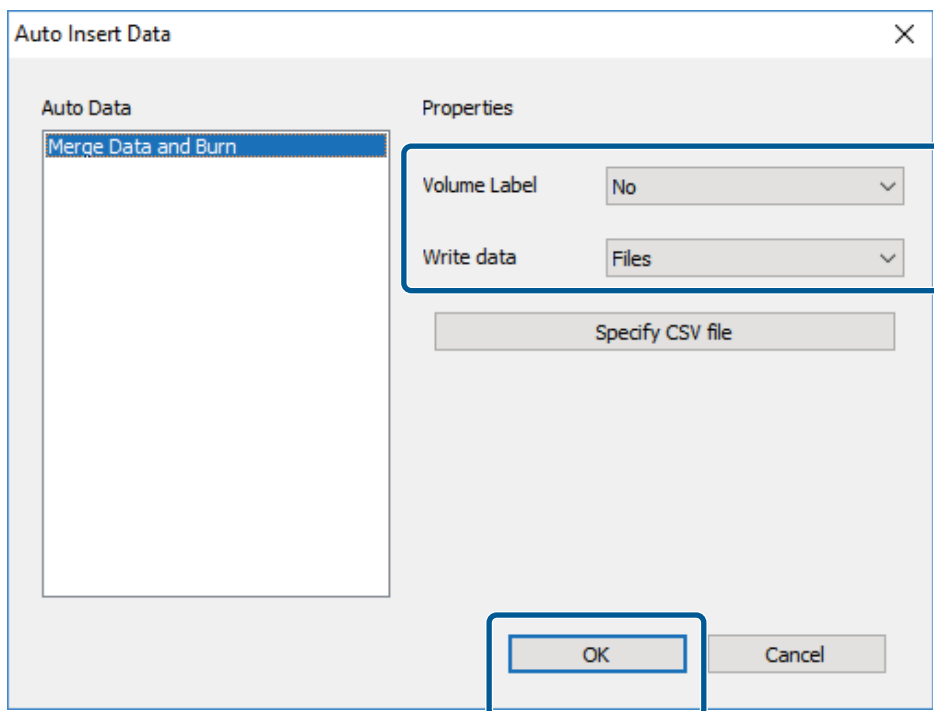 Auto Insert Data
Auto Data
Merge Data and Burn
Properties
Volume Label No
Write data Files
Specify CSV file
OK Cancel